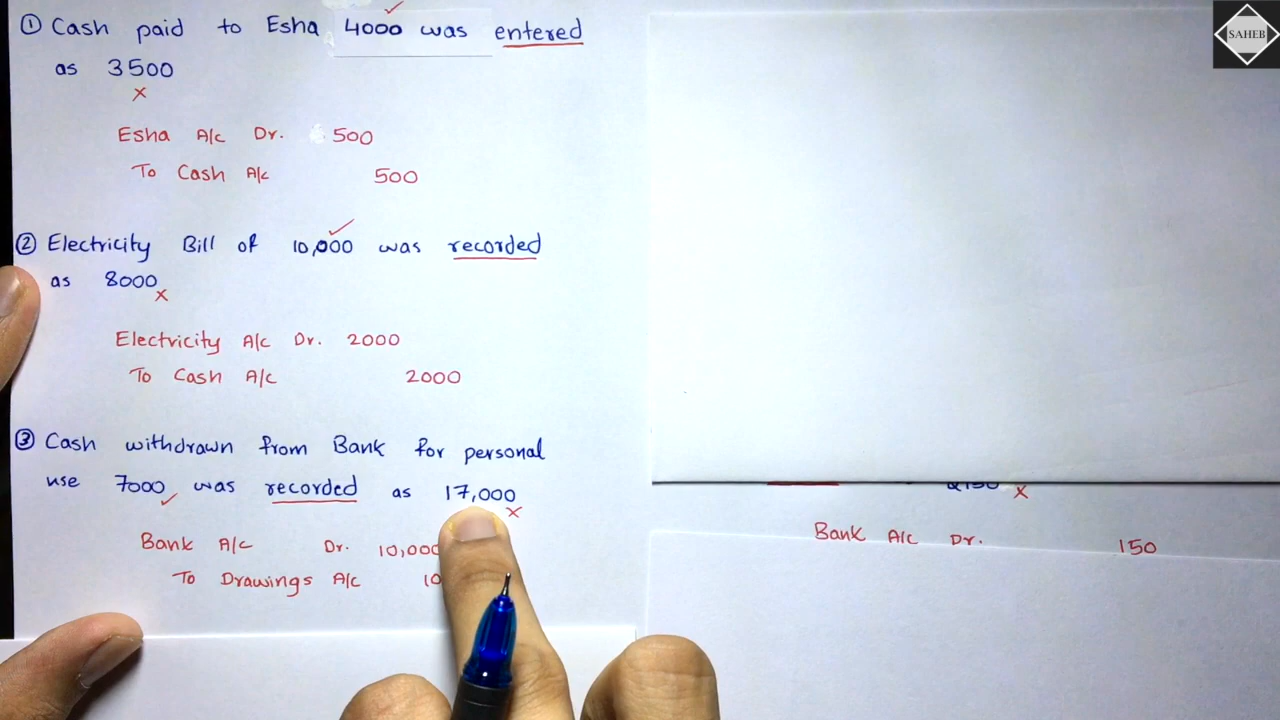 ① Cash paid to Esha 4000 was entered
as 3500
Esha A/c Dr. 500
To Cash A/c 500
② Electricity Bill of 10,000 was recorded
as 8000
Electricity A/c Dr. 2000
To Cash A/c 2000
③ Cash withdrawn from Bank for personal
use 7000 was recorded as 17,000
Bank A/c Dr. 10,000
To Drawings A/c 10
Bank A/c Dr. 150
SAHEB